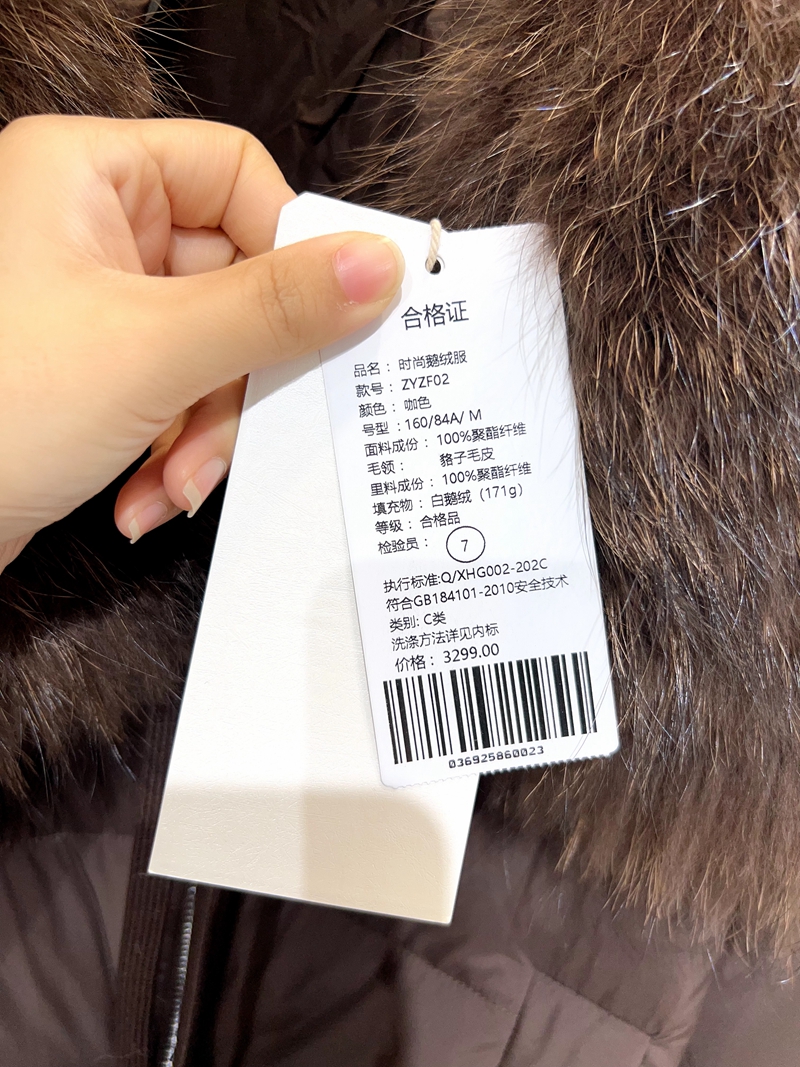 合格证
品名：时尚鹅绒服
款号：ZYZF02
颜色：咖色
号型：160/84A/ M
面料成份：100%聚酯纤维
毛领： 貉子毛皮
里料成份：100%聚酯纤维
填充物：白鹅绒（171g）
等级：合格品
检验员： 7
执行标准:Q/XHG002-202C
符合GB184101-2010安全技术
类别: C类
洗涤方法详见内标
价格：3299.00
036925860023